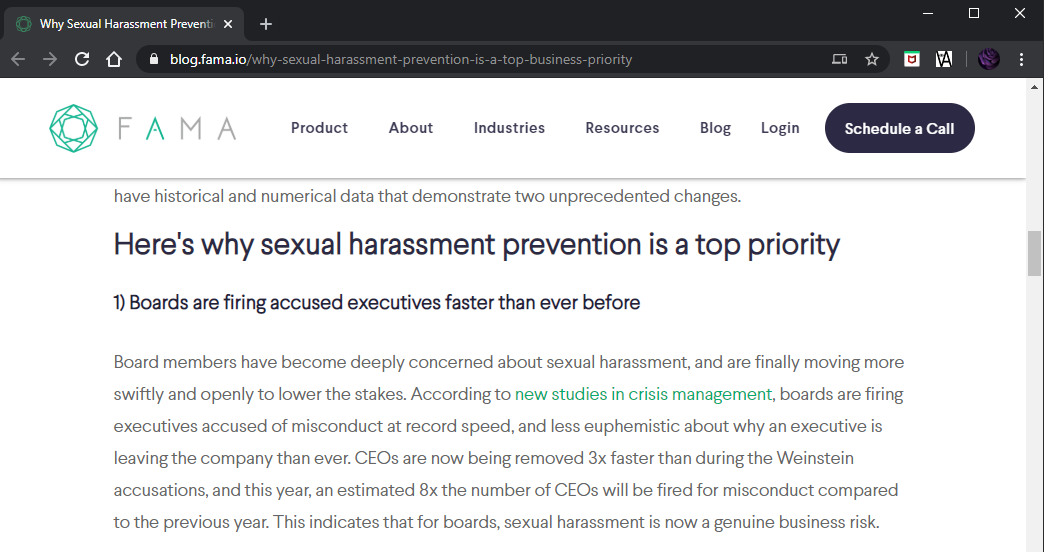 Why Sexual Harassment Preventi
blog.fama.io/why-sexual-harassment-prevention-is-a-top-business-priority
FAMA
Product About Industries Resources Blog Login Schedule a Call
have historical and numerical data that demonstrate two unprecedented changes.
Here's why sexual harassment prevention is a top priority
1) Boards are firing accused executives faster than ever before
Board members have become deeply concerned about sexual harassment, and are finally moving more
swiftly and openly to lower the stakes. According to new studies in crisis management, boards are firing
executives accused of misconduct at record speed, and less euphemistic about why an executive is
leaving the company than ever. CEOs are now being removed 3x faster than during the Weinstein
accusations, and this year, an estimated 8x the number of CEOs will be fired for misconduct compared
to the previous year. This indicates that for boards, sexual harassment is now a genuine business risk.